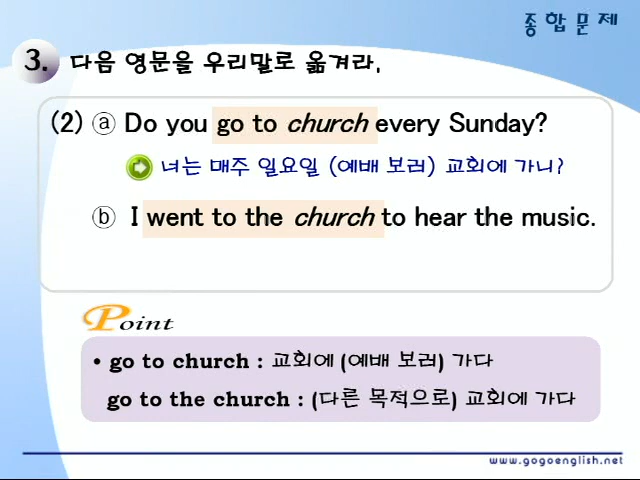 종합문제
3. 다음 영문을 우리말로 옮겨라.
(2) ⓐ Do you go to church every Sunday?
너는 매주 일요일 (예배 보러) 교회에 가니?
ⓑ I went to the church to hear the music.
Point
• go to church : 교회에 (예배 보러) 가다
go to the church : (다른 목적으로) 교회에 가다
www.gogoenglish.net